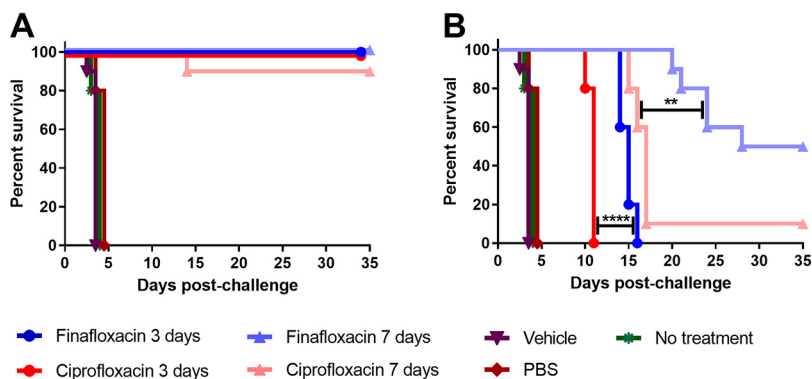 A
Percent survival
100
80
60
40
20
0
0 5 10 15 20 25 30 35
Days post-challenge
B
Percent survival
100
80
60
40
20
0
**
****
0 5 10 15 20 25 30 35
Days post-challenge
Finafloxacin 3 days Finafloxacin 7 days Vehicle No treatment
Ciprofloxacin 3 days Ciprofloxacin 7 days PBS